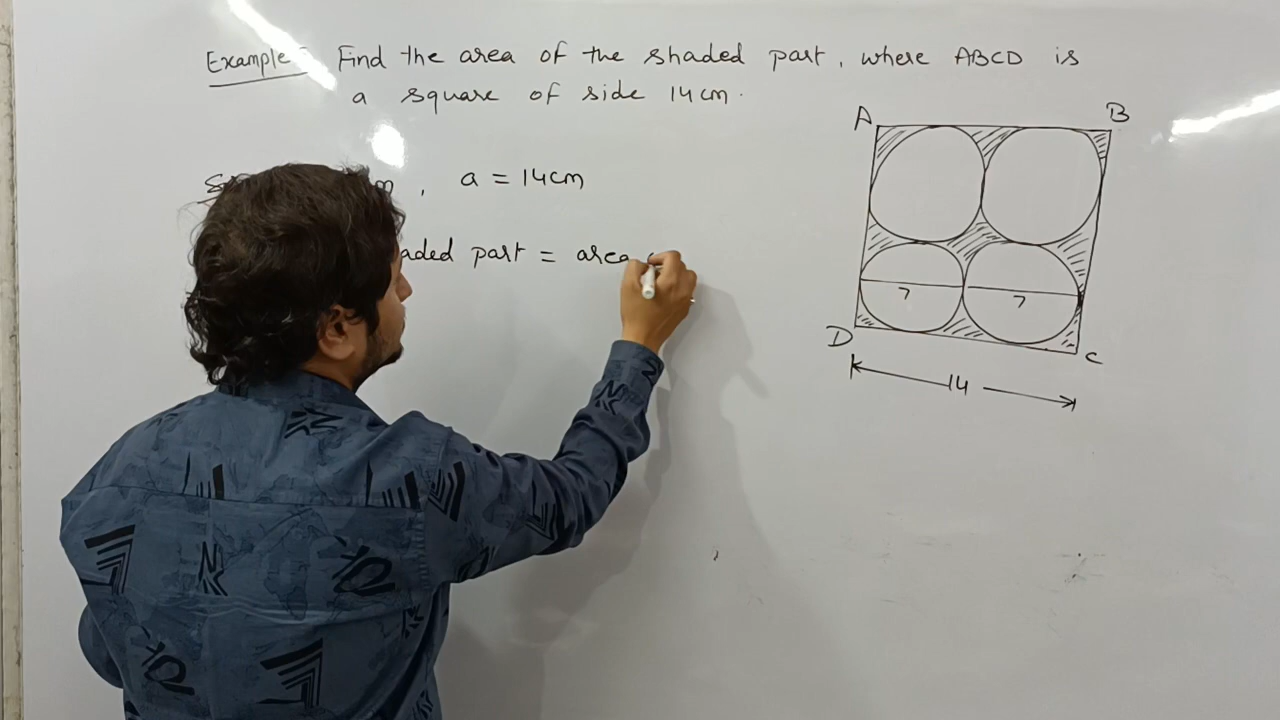 Example Find the area of the shaded part, where ABCD is
a square of side 14cm.
, a = 14cm
aded part = area
A
B
7
7
D
C
14